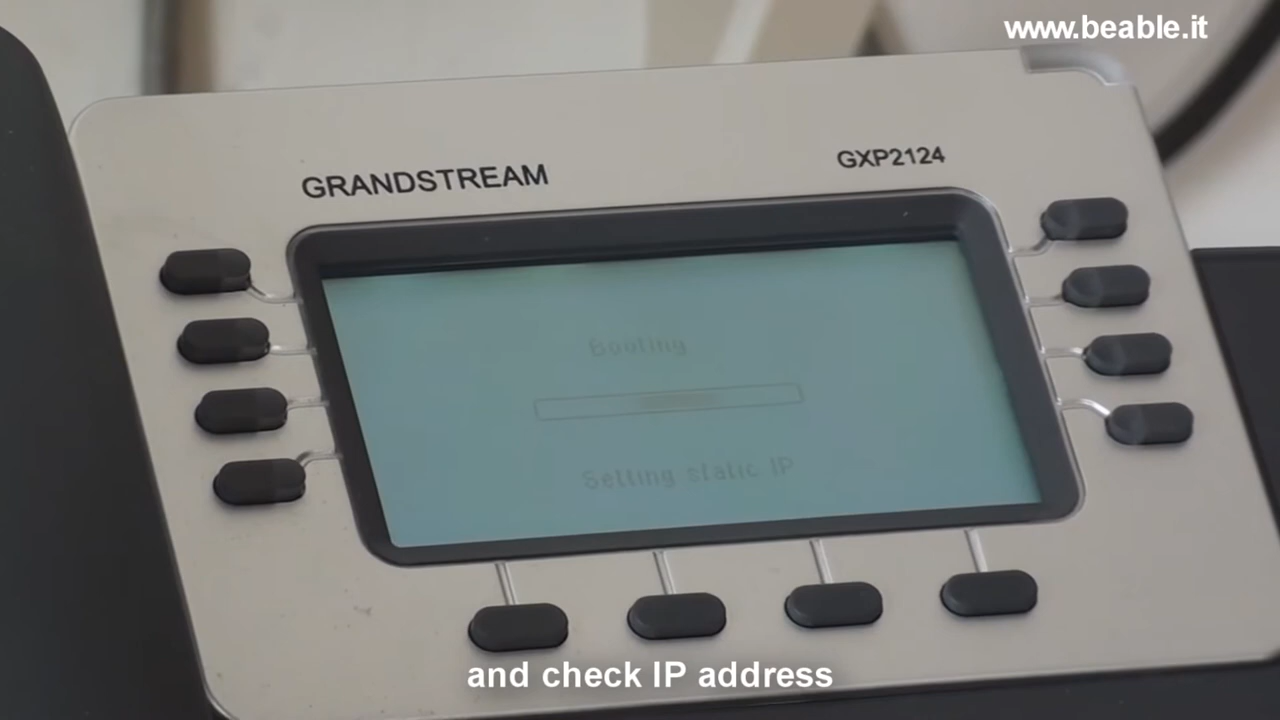 www.beable.it
GRANDSTREAM
GXP2124
Booting
Setting static IP
and check IP address